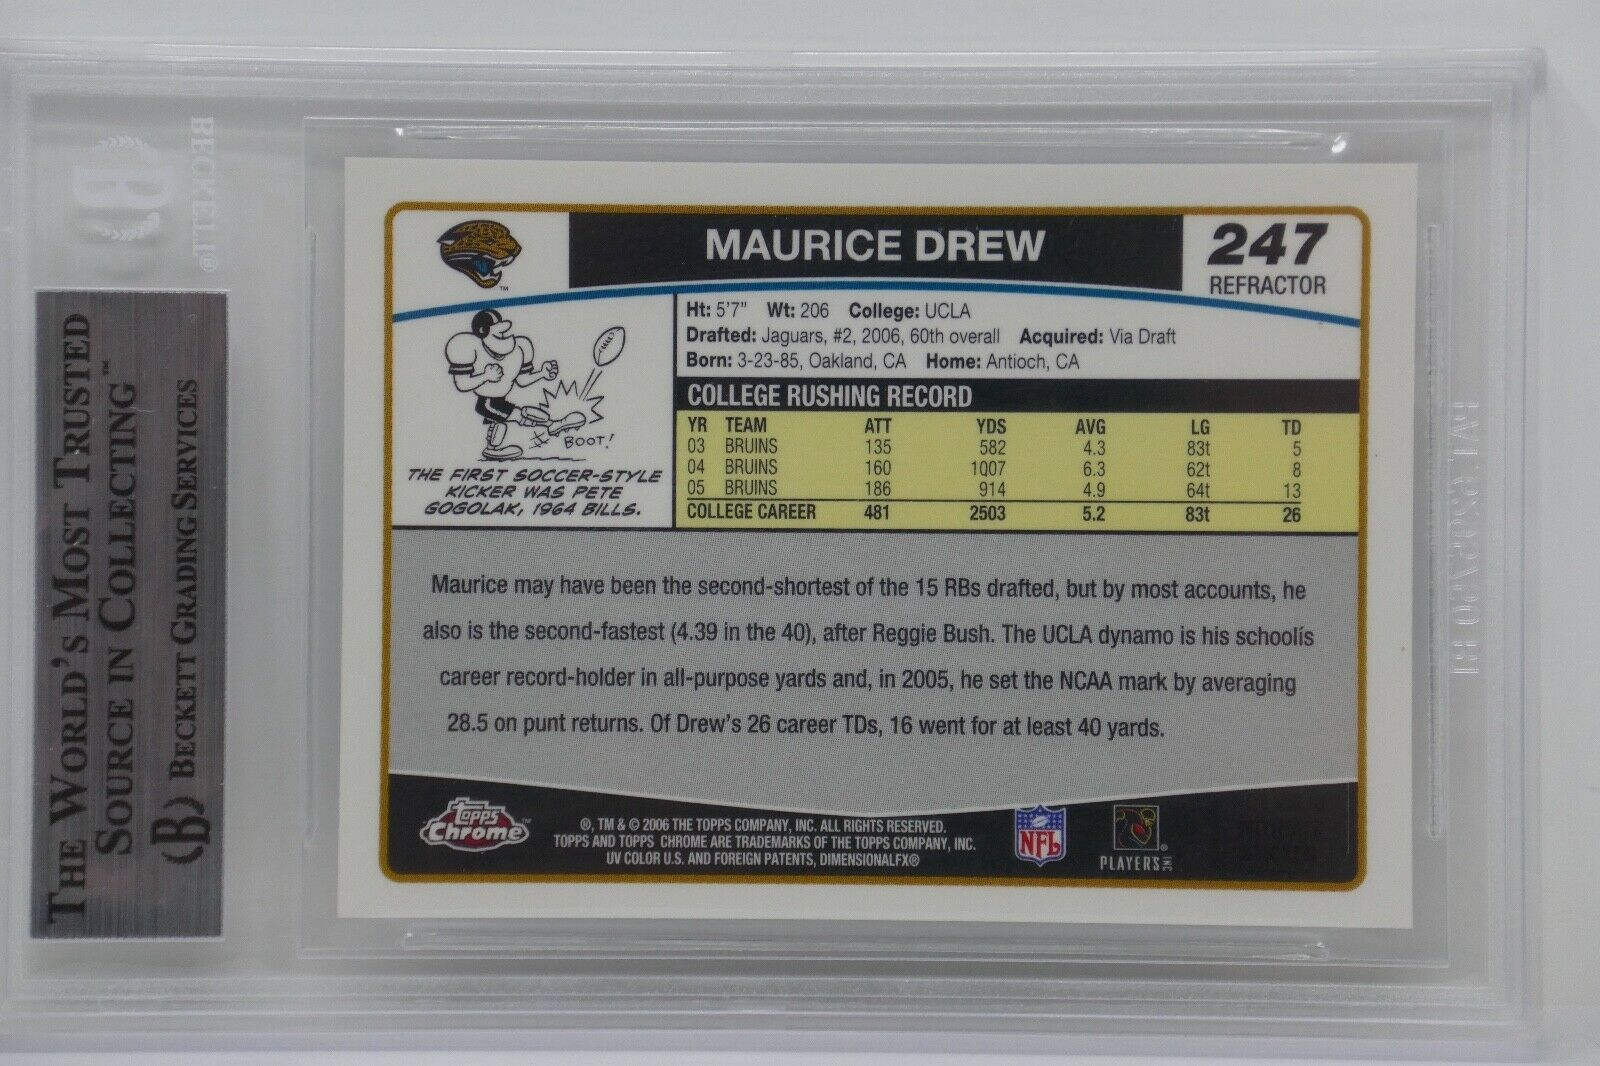 BECKETT®
THE WORLD'S MOST TRUSTED
SOURCE IN COLLECTING™
(B) BECKETT GRADING SERVICES
MAURICE DREW
247
REFRACTOR
TM
Ht: 5'7" Wt: 206 College: UCLA
Drafted: Jaguars, #2, 2006, 60th overall Acquired: Via Draft
Born: 3-23-85, Oakland, CA Home: Antioch, CA
BOOT!
THE FIRST SOCCER-STYLE
KICKER WAS PETE
GOGOLAK, 1964 BILLS.
COLLEGE RUSHING RECORD
YR TEAM ATT YDS AVG LG TD
03 BRUINS 135 582 4.3 83t 5
04 BRUINS 160 1007 6.3 62t 8
05 BRUINS 186 914 4.9 64t 13
COLLEGE CAREER 481 2503 5.2 83t 26
Maurice may have been the second-shortest of the 15 RBs drafted, but by most accounts, he
also is the second-fastest (4.39 in the 40), after Reggie Bush. The UCLA dynamo is his schoolís
career record-holder in all-purpose yards and, in 2005, he set the NCAA mark by averaging
28.5 on punt returns. Of Drew's 26 career TDs, 16 went for at least 40 yards.
Topps Chrome™
®, TM & © 2006 THE TOPPS COMPANY, INC. ALL RIGHTS RESERVED.
TOPPS AND TOPPS CHROME ARE TRADEMARKS OF THE TOPPS COMPANY, INC.
UV COLOR U.S. AND FOREIGN PATENTS, DIMENSIONALFX®
NFL
PLAYERS INC